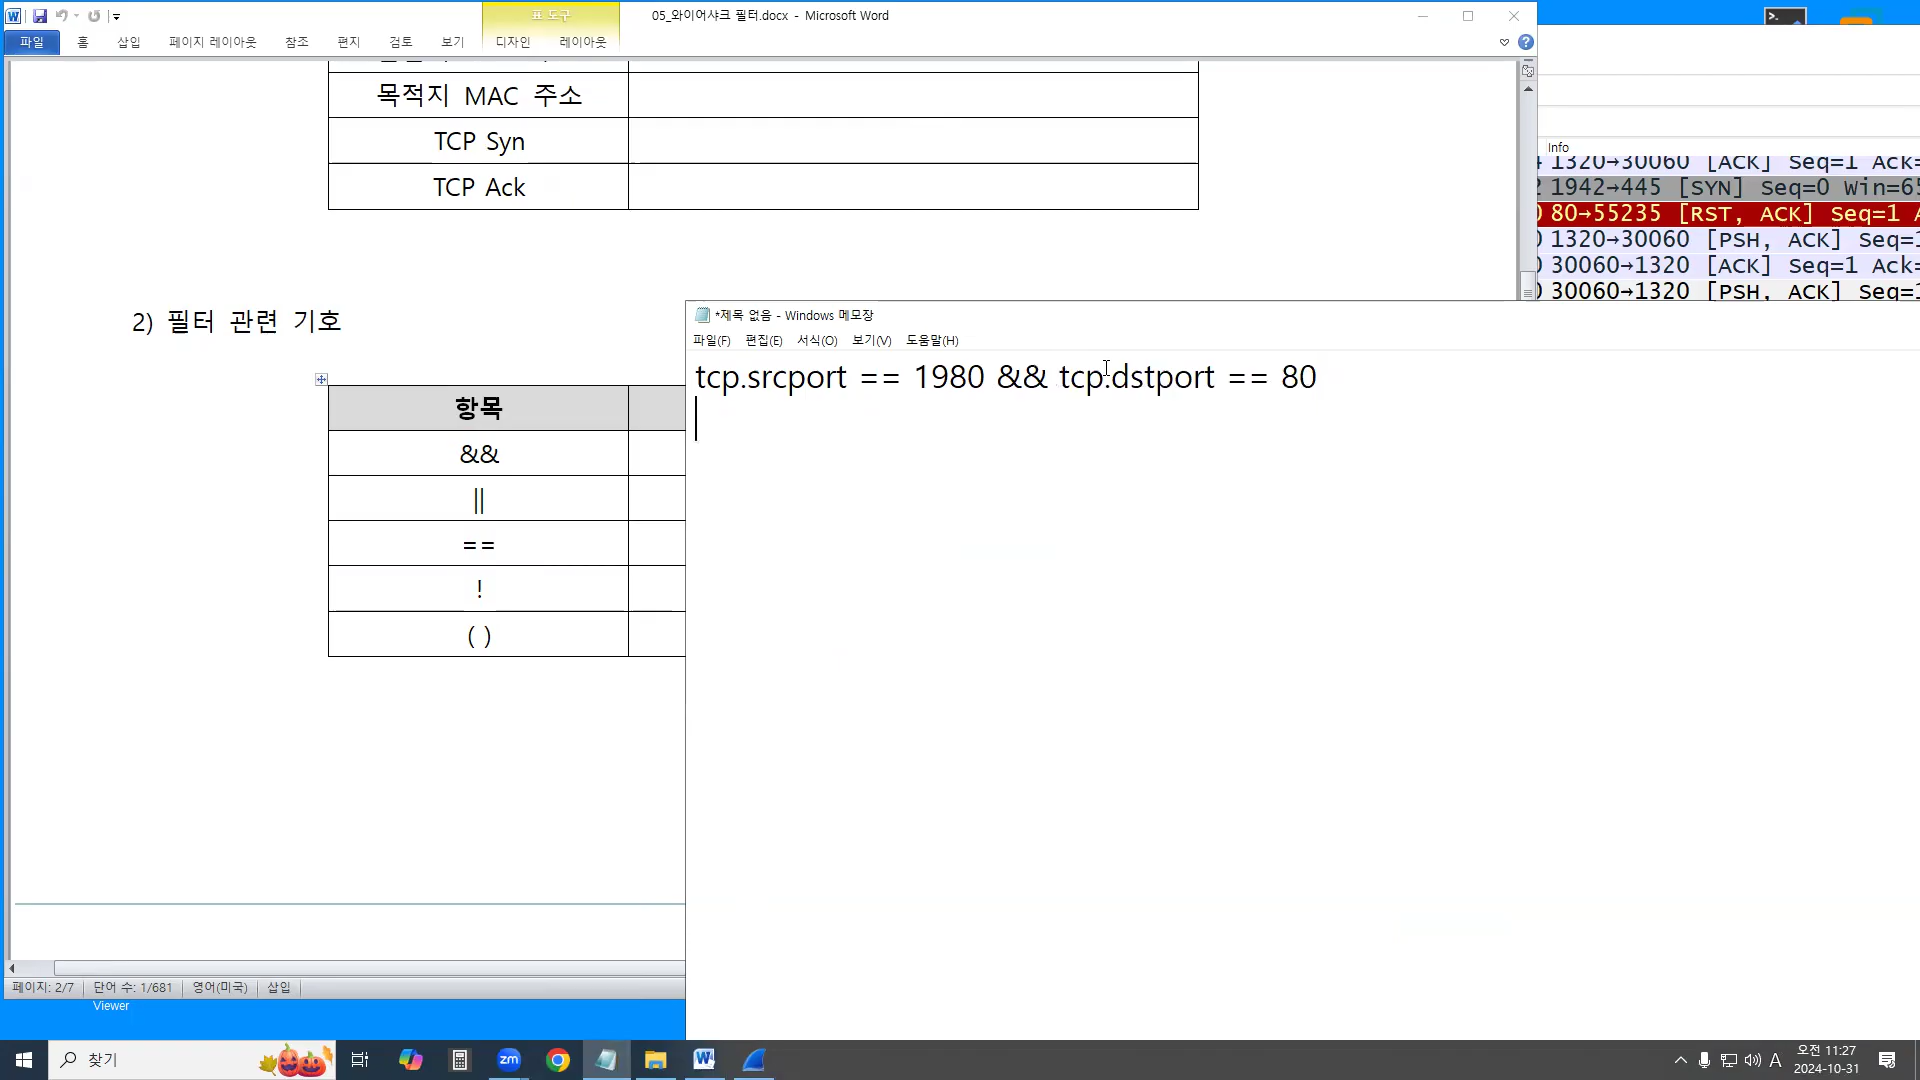 표 도구
05_와이어샤크 필터.docx - Microsoft Word
파일 홈 삽입 페이지 레이아웃 참조 편지 검토 보기 디자인 레이아웃
목적지 MAC 주소
TCP Syn
TCP Ack
2) 필터 관련 기호
항목
&&
||
==
!
( )
Info
1320→30060 [ACK] Seq=1 Ack=
1942→445 [SYN] Seq=0 Win=65
80→55235 [RST, ACK] Seq=1
1320→30060 [PSH, ACK] Seq=1
30060→1320 [ACK] Seq=1 Ack=
30060→1320 [PSH, ACK] Seq=1
*제목 없음 - Windows 메모장
파일(F) 편집(E) 서식(O) 보기(V) 도움말(H)
tcp.srcport == 1980 && tcp.dstport == 80
페이지: 2/7 단어 수: 1/681 영어(미국) 삽입
Viewer
찾기
zm
A
오전 11:27
2024-10-31